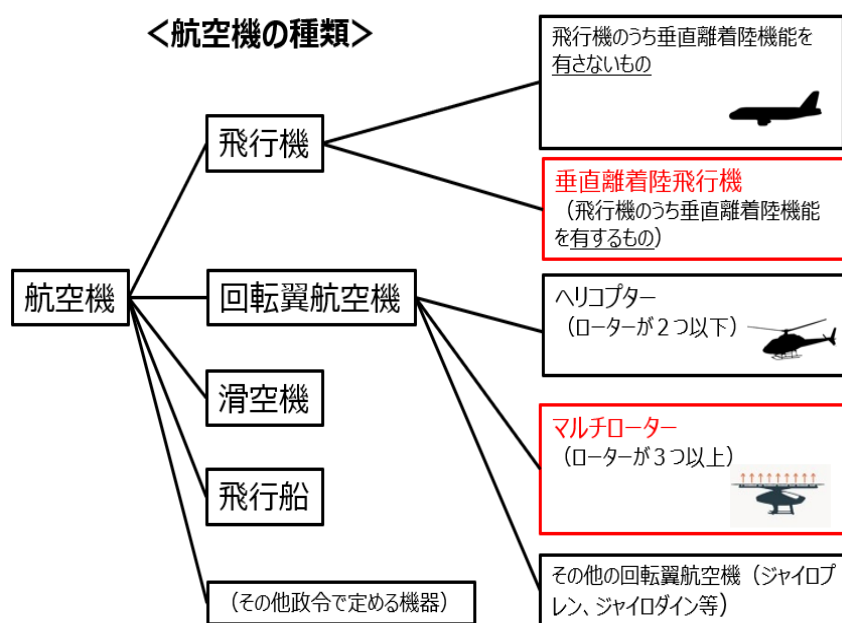 ＜航空機の種類＞
飛行機のうち垂直離着陸機能を
有さないもの
飛行機
垂直離着陸飛行機
（飛行機のうち垂直離着陸機能
を有するもの）
航空機
回転翼航空機
ヘリコプター
（ローターが２つ以下）
滑空機
マルチローター
（ローターが３つ以上）
飛行船
（その他政令で定める機器）
その他の回転翼航空機（ジャイロプ
レン、ジャイロダイン等）